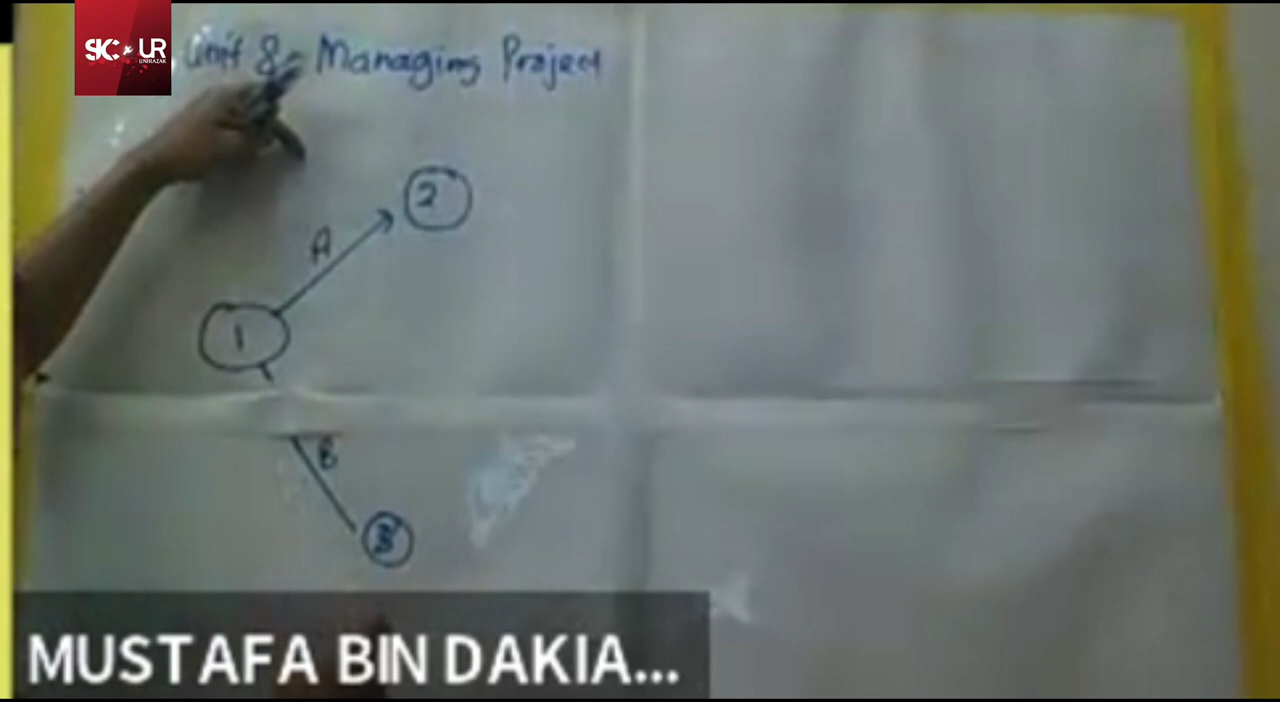 SKOUR
UNIRAZAK
Unit 8 - Managing Project
2
A
1
B
3
MUSTAFA BIN DAKIA...